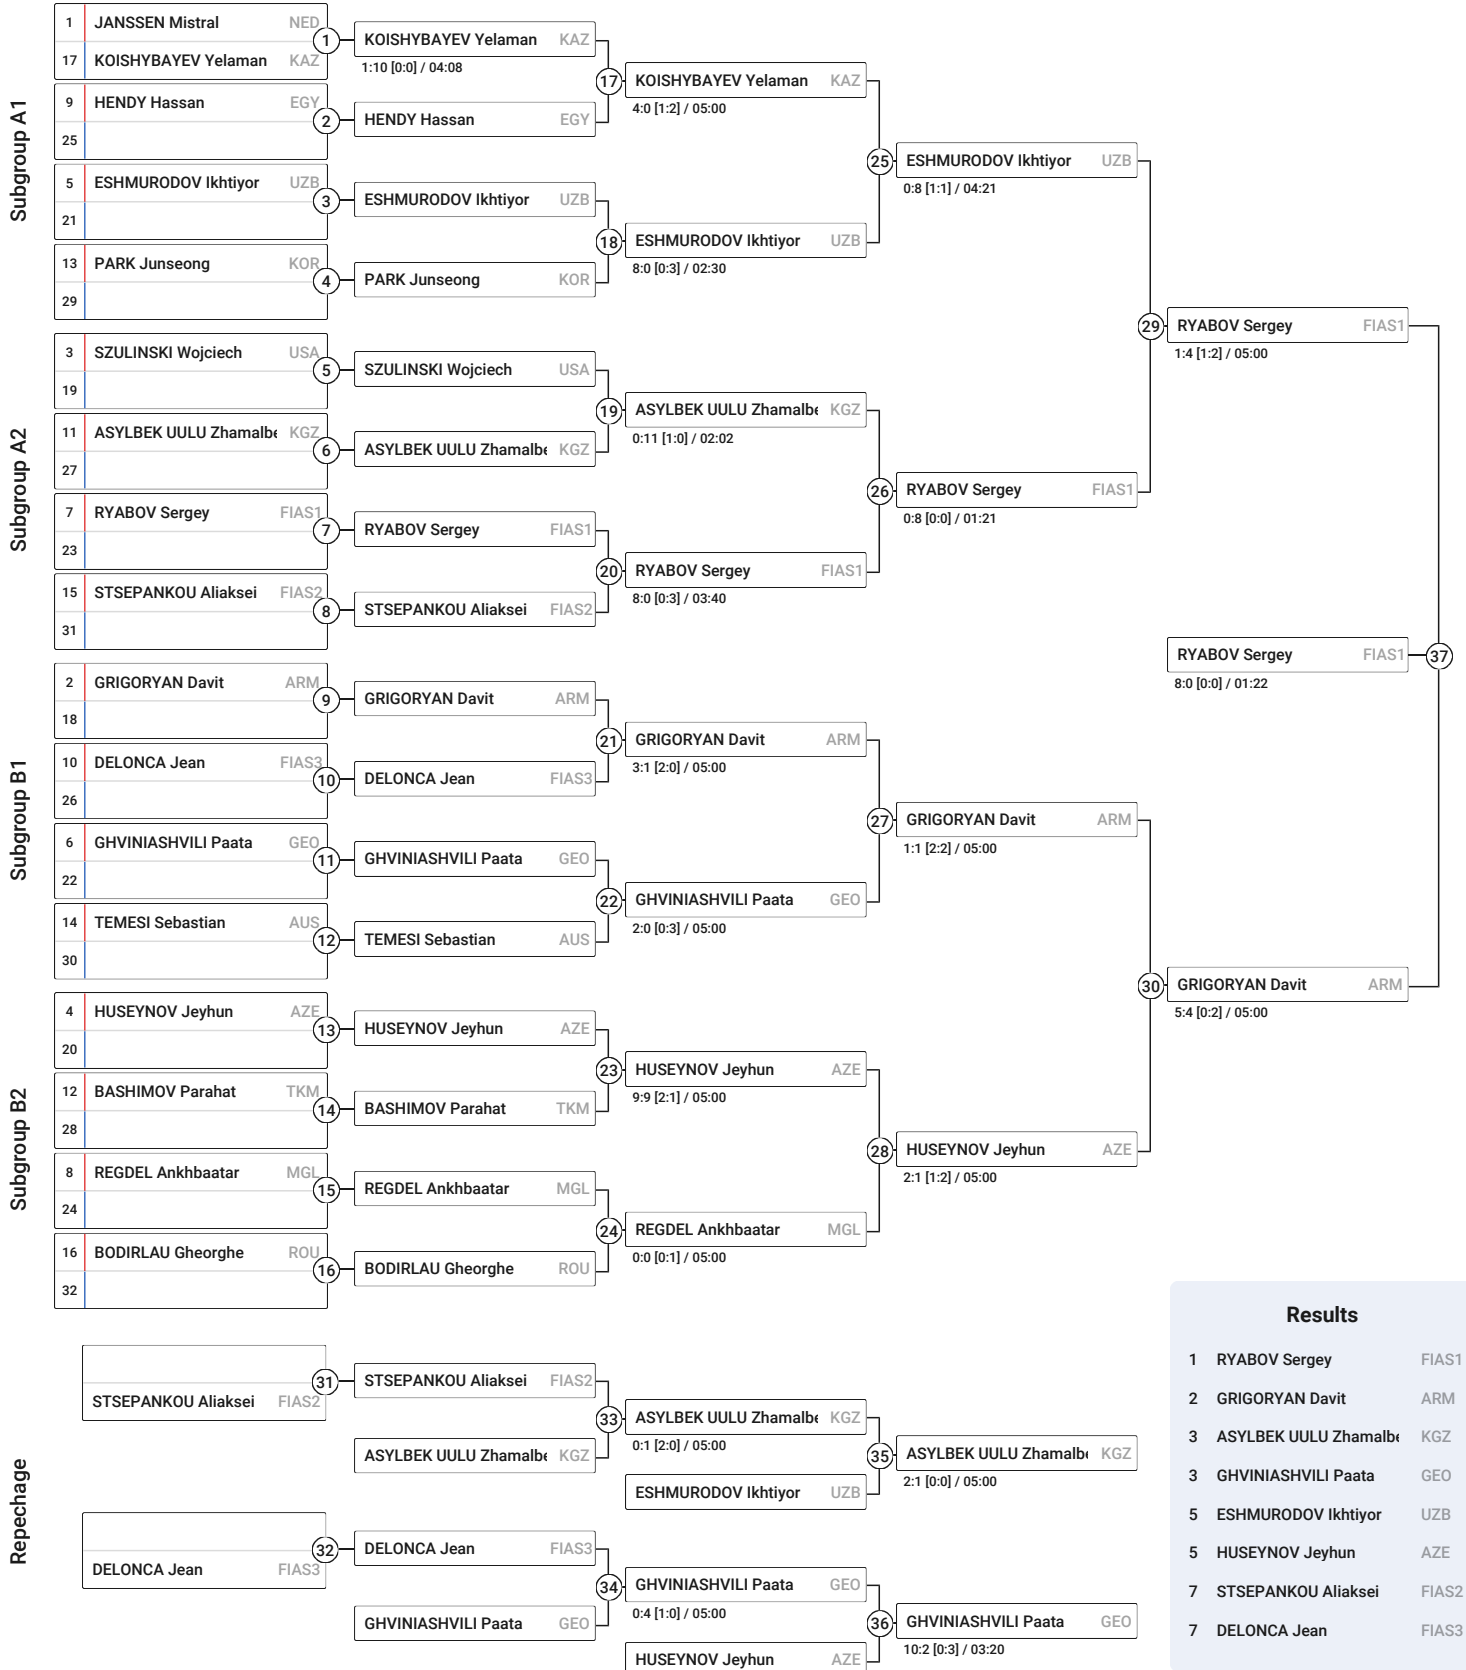 Subgroup A1
1 JANSSEN Mistral NED
17 KOISHYBAYEV Yelaman KAZ
1
9 HENDY Hassan EGY
25
2
5 ESHMURODOV Ikhtiyor UZB
21
3
13 PARK Junseong KOR
29
4
KOISHYBAYEV Yelaman KAZ
1:10 [0:0] / 04:08
17
HENDY Hassan EGY
ESHMURODOV Ikhtiyor UZB
18
PARK Junseong KOR
KOISHYBAYEV Yelaman KAZ
4:0 [1:2] / 05:00
25
ESHMURODOV Ikhtiyor UZB
8:0 [0:3] / 02:30
ESHMURODOV Ikhtiyor UZB
0:8 [1:1] / 04:21
Subgroup A2
3 SZULINSKI Wojciech USA
19
5
11 ASYLBEK UULU Zhamalbe KGZ
27
6
7 RYABOV Sergey FIAS1
23
7
15 STSEPANKOU Aliaksei FIAS2
31
8
SZULINSKI Wojciech USA
19
ASYLBEK UULU Zhamalbe KGZ
RYABOV Sergey FIAS1
20
STSEPANKOU Aliaksei FIAS2
ASYLBEK UULU Zhamalbe KGZ
0:11 [1:0] / 02:02
26
RYABOV Sergey FIAS1
8:0 [0:3] / 03:40
RYABOV Sergey FIAS1
0:8 [0:0] / 01:21
29
RYABOV Sergey FIAS1
1:4 [1:2] / 05:00
RYABOV Sergey FIAS1
37
8:0 [0:0] / 01:22
Subgroup B1
2 GRIGORYAN Davit ARM
18
9
10 DELONCA Jean FIAS3
26
10
6 GHVINIASHVILI Paata GEO
22
11
14 TEMESI Sebastian AUS
30
12
GRIGORYAN Davit ARM
21
DELONCA Jean FIAS3
GHVINIASHVILI Paata GEO
22
TEMESI Sebastian AUS
GRIGORYAN Davit ARM
3:1 [2:0] / 05:00
27
GHVINIASHVILI Paata GEO
2:0 [0:3] / 05:00
GRIGORYAN Davit ARM
1:1 [2:2] / 05:00
Subgroup B2
4 HUSEYNOV Jeyhun AZE
20
13
12 BASHIMOV Parahat TKM
28
14
8 REGDEL Ankhbaatar MGL
24
15
16 BODIRLAU Gheorghe ROU
32
16
HUSEYNOV Jeyhun AZE
23
BASHIMOV Parahat TKM
REGDEL Ankhbaatar MGL
24
BODIRLAU Gheorghe ROU
HUSEYNOV Jeyhun AZE
9:9 [2:1] / 05:00
28
REGDEL Ankhbaatar MGL
0:0 [0:1] / 05:00
HUSEYNOV Jeyhun AZE
2:1 [1:2] / 05:00
30
GRIGORYAN Davit ARM
5:4 [0:2] / 05:00
Repechage
STSEPANKOU Aliaksei FIAS2
31
DELONCA Jean FIAS3
32
STSEPANKOU Aliaksei FIAS2
33
ASYLBEK UULU Zhamalbe KGZ
DELONCA Jean FIAS3
34
GHVINIASHVILI Paata GEO
ASYLBEK UULU Zhamalbe KGZ
0:1 [2:0] / 05:00
35
ESHMURODOV Ikhtiyor UZB
GHVINIASHVILI Paata GEO
0:4 [1:0] / 05:00
36
HUSEYNOV Jeyhun AZE
ASYLBEK UULU Zhamalbe KGZ
2:1 [0:0] / 05:00
GHVINIASHVILI Paata GEO
10:2 [0:3] / 03:20
Results
1 RYABOV Sergey FIAS1
2 GRIGORYAN Davit ARM
3 ASYLBEK UULU Zhamalbe KGZ
3 GHVINIASHVILI Paata GEO
5 ESHMURODOV Ikhtiyor UZB
5 HUSEYNOV Jeyhun AZE
7 STSEPANKOU Aliaksei FIAS2
7 DELONCA Jean FIAS3